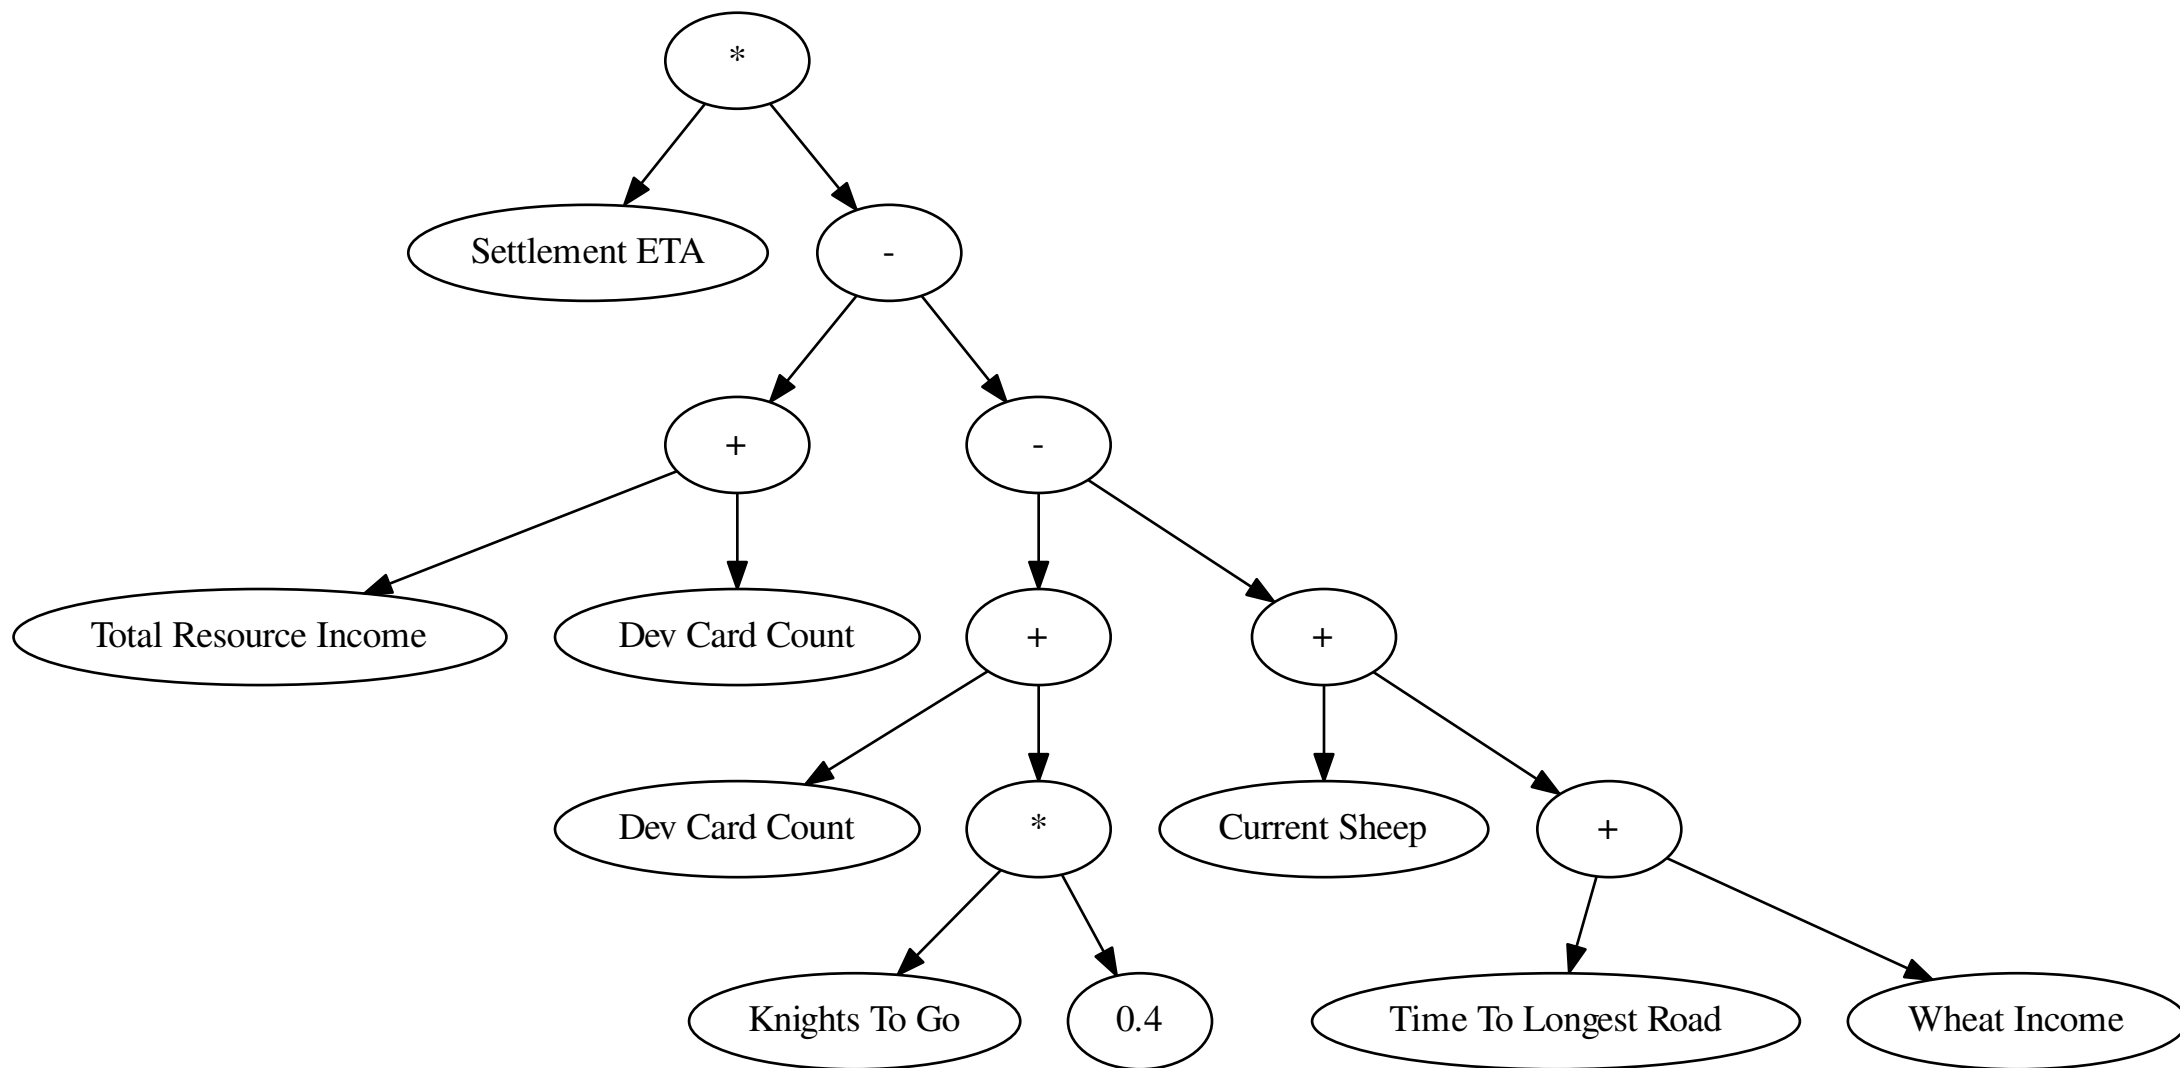 *
Settlement ETA
-
+
-
Total Resource Income
Dev Card Count
+
+
Dev Card Count
*
Current Sheep
+
Knights To Go
0.4
Time To Longest Road
Wheat Income